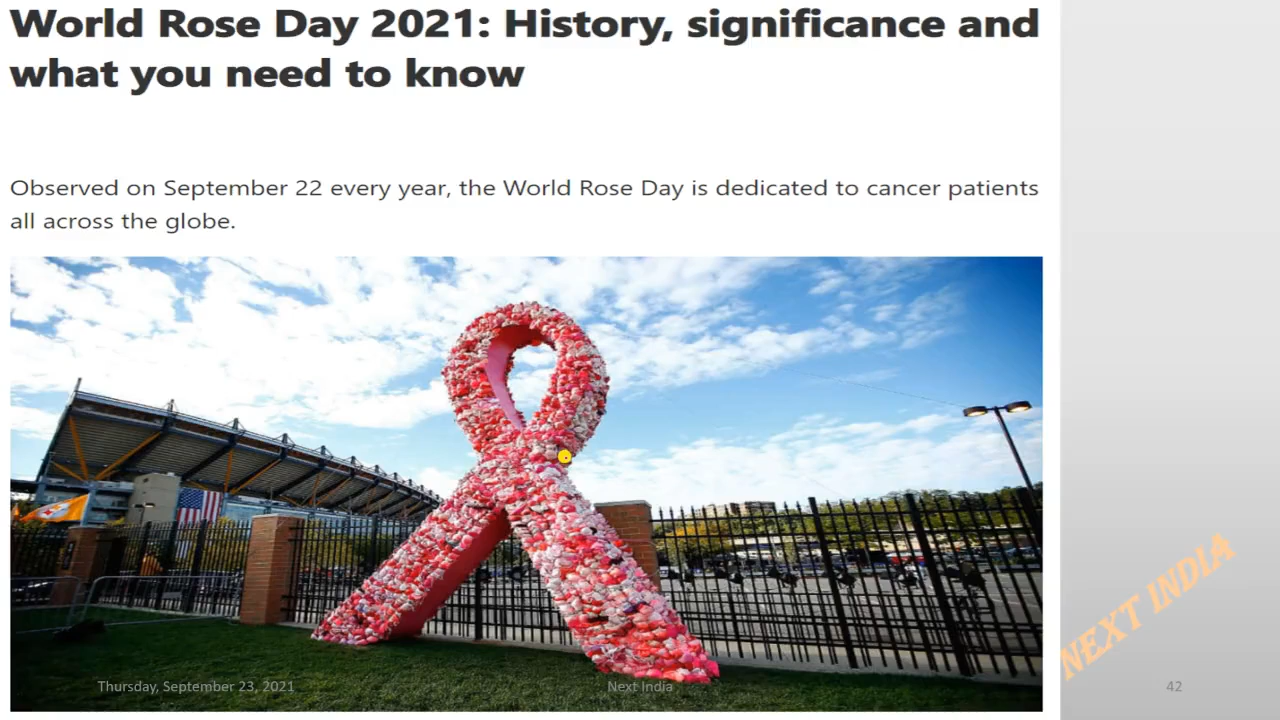 World Rose Day 2021: History, significance and
what you need to know
Observed on September 22 every year, the World Rose Day is dedicated to cancer patients
all across the globe.
NEXT INDIA
Thursday, September 23, 2021
Next India
42